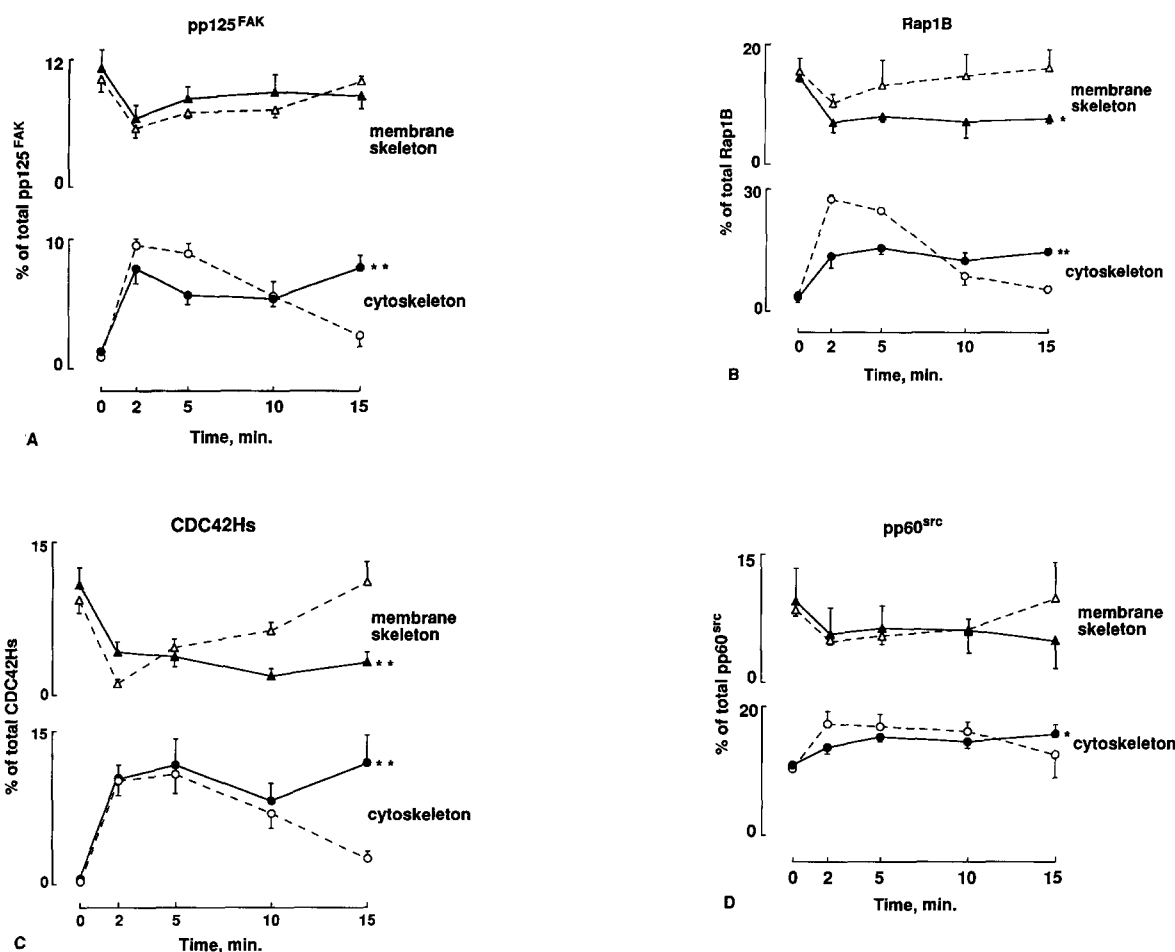 pp125FAK
12
0
% of total pp125FAK
membrane
skeleton
10
0
**
cytoskeleton
0 2 5 10 15
A
Time, min.
Rap1B
20
0
% of total Rap1B
membrane
skeleton
*
30
0
**
cytoskeleton
0 2 5 10 15
B
Time, min.
CDC42Hs
15
0
% of total CDC42Hs
membrane
skeleton
**
15
0
**
cytoskeleton
0 2 5 10 15
C
Time, min.
pp60src
15
0
% of total pp60src
membrane
skeleton
20
0
*
cytoskeleton
0 2 5 10 15
D
Time, min.